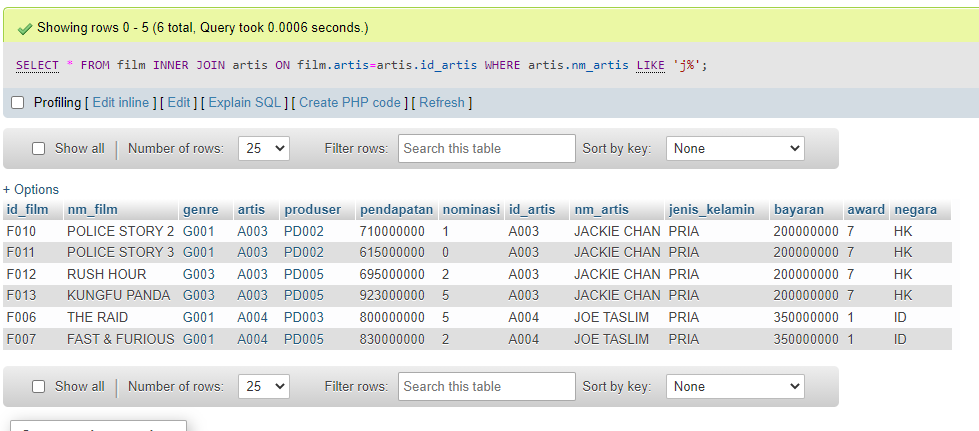 Showing rows 0 - 5 (6 total, Query took 0.0006 seconds.)
SELECT * FROM film INNER JOIN artis ON film.artis=artis.id_artis WHERE artis.nm_artis LIKE 'j%';
Profiling [ Edit inline ] [ Edit ] [ Explain SQL ] [ Create PHP code ] [ Refresh ]
Show all Number of rows: 25 Filter rows: Search this table Sort by key: None
+ Options
id_film nm_film genre artis produser pendapatan nominasi id_artis nm_artis jenis_kelamin bayaran award negara
F010 POLICE STORY 2 G001 A003 PD002 710000000 1 A003 JACKIE CHAN PRIA 200000000 7 HK
F011 POLICE STORY 3 G001 A003 PD002 615000000 0 A003 JACKIE CHAN PRIA 200000000 7 HK
F012 RUSH HOUR G003 A003 PD005 695000000 2 A003 JACKIE CHAN PRIA 200000000 7 HK
F013 KUNGFU PANDA G003 A003 PD005 923000000 5 A003 JACKIE CHAN PRIA 200000000 7 HK
F006 THE RAID G001 A004 PD003 800000000 5 A004 JOE TASLIM PRIA 350000000 1 ID
F007 FAST & FURIOUS G001 A004 PD005 830000000 2 A004 JOE TASLIM PRIA 350000000 1 ID
Show all Number of rows: 25 Filter rows: Search this table Sort by key: None